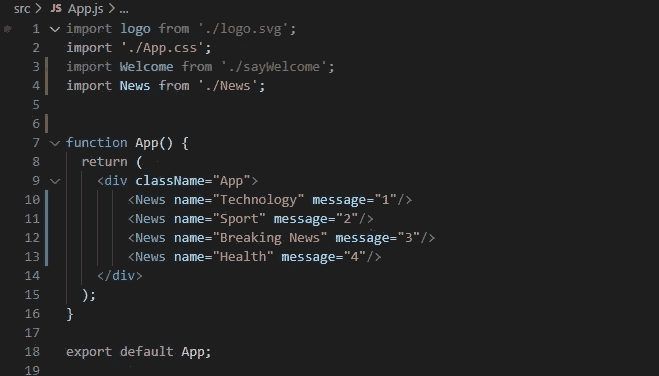 src > JS App.js > ...
1 import logo from './logo.svg';
2 import './App.css';
3 import Welcome from './sayWelcome';
4 import News from './News';
5
6
7 function App() {
8 return (
9 <div className="App">
10 <News name="Technology" message="1"/>
11 <News name="Sport" message="2"/>
12 <News name="Breaking News" message="3"/>
13 <News name="Health" message="4"/>
14 </div>
15 );
16 }
17
18 export default App;
19